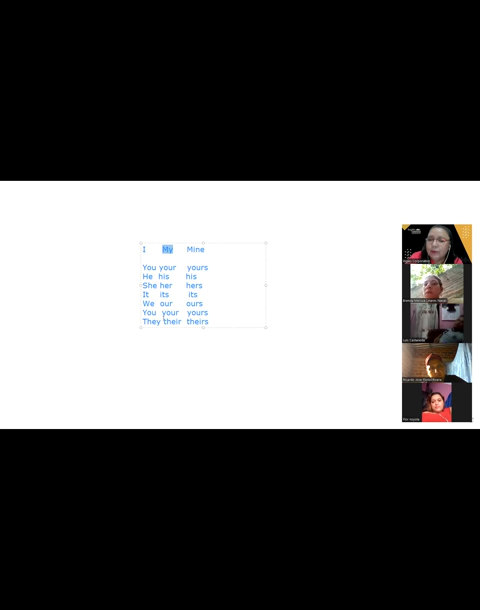 I My Mine
You your yours
He his his
She her hers
It its its
We our ours
You your yours
They their theirs